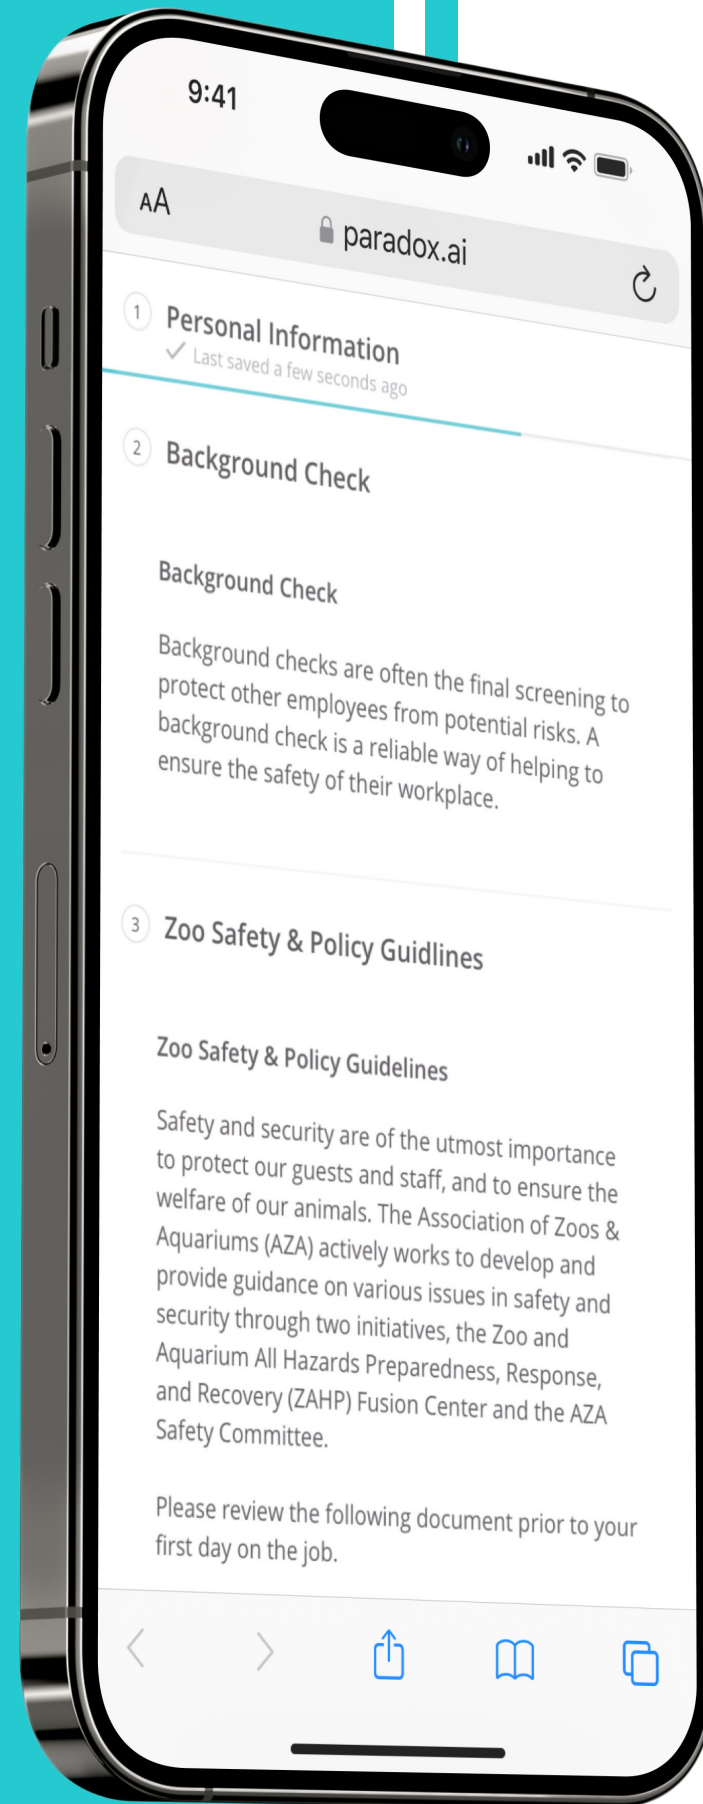 9:41
AA
paradox.ai
1
Personal Information
Last saved a few seconds ago
2
Background Check
Background Check
Background checks are often the final screening to
protect other employees from potential risks. A
background check is a reliable way of helping to
ensure the safety of their workplace.
3
Zoo Safety & Policy Guidlines
Zoo Safety & Policy Guidelines
Safety and security are of the utmost importance
to protect our guests and staff, and to ensure the
welfare of our animals. The Association of Zoos &
Aquariums (AZA) actively works to develop and
provide guidance on various issues in safety and
security through two initiatives, the Zoo and
Aquarium All Hazards Preparedness, Response,
and Recovery (ZAHP) Fusion Center and the AZA
Safety Committee.
Please review the following document prior to your
first day on the job.